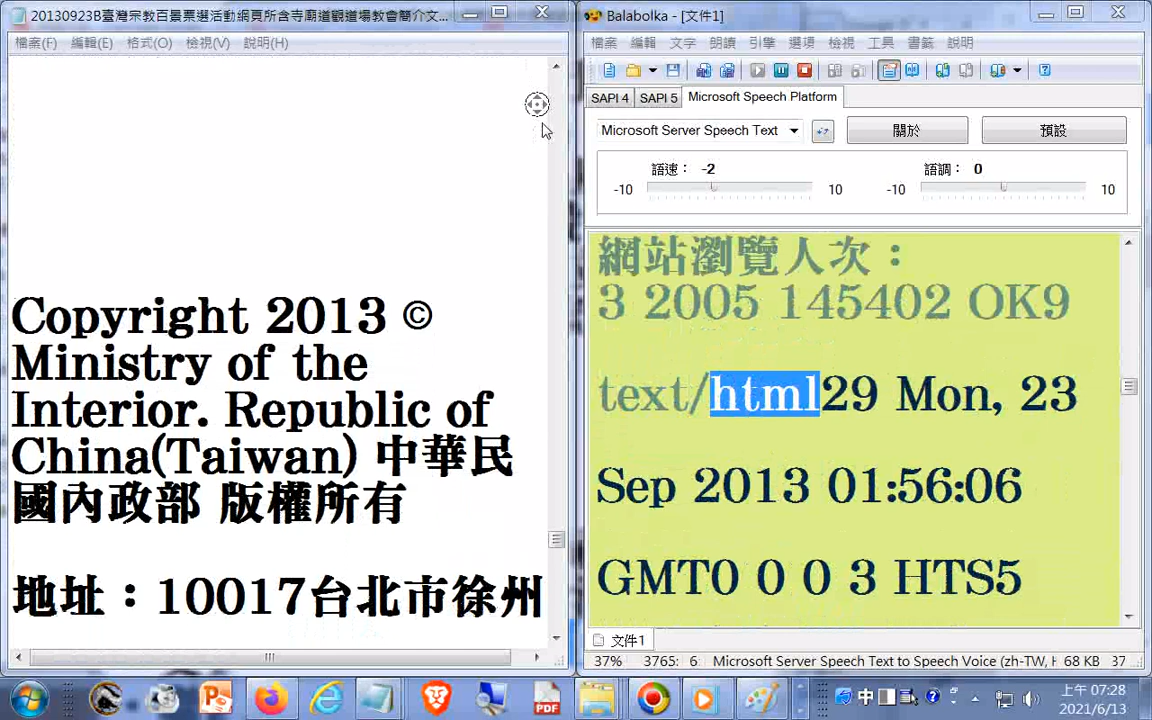 20130923B臺灣宗教百景票選活動網頁所含寺廟道觀道場教會簡介文...
檔案(F) 編輯(E) 格式(O) 檢視(V) 說明(H)
Copyright 2013 ©
Ministry of the
Interior. Republic of
China(Taiwan) 中華民
國內政部 版權所有
地址：10017台北市徐州
Balabolka - [文件1]
檔案 編輯 文字 朗讀 引擎 選項 檢視 工具 書籤 說明
SAPI 4 SAPI 5 Microsoft Speech Platform
Microsoft Server Speech Text 關於 預設
語速： -2 語調： 0
-10 10 -10 10
網站瀏覽人次：
3 2005 145402 OK9
text/html29 Mon, 23
Sep 2013 01:56:06
GMT0 0 0 3 HTS5
文件1
37% 3765: 6 Microsoft Server Speech Text to Speech Voice (zh-TW, H 68 KB 37
中 上午 07:28
2021/6/13